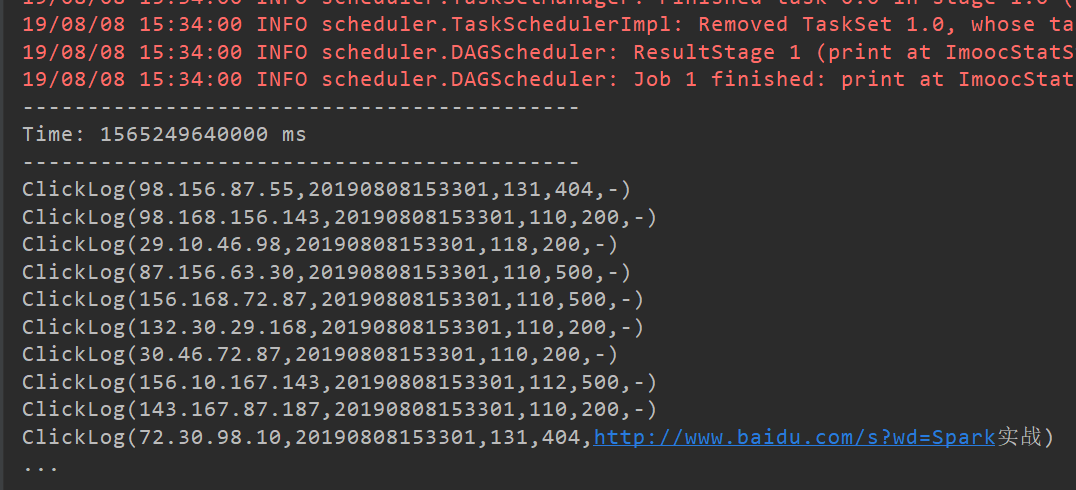 19/08/08 15:34:00 INFO scheduler.TaskSetManager: Finished task 0.0 in stage 1.0 (
19/08/08 15:34:00 INFO scheduler.TaskSchedulerImpl: Removed TaskSet 1.0, whose ta
19/08/08 15:34:00 INFO scheduler.DAGScheduler: ResultStage 1 (print at ImoocStatS
19/08/08 15:34:00 INFO scheduler.DAGScheduler: Job 1 finished: print at ImoocStat
-------------------------------------------
Time: 1565249640000 ms
-------------------------------------------
ClickLog(98.156.87.55,20190808153301,131,404,-)
ClickLog(98.168.156.143,20190808153301,110,200,-)
ClickLog(29.10.46.98,20190808153301,118,200,-)
ClickLog(87.156.63.30,20190808153301,110,500,-)
ClickLog(156.168.72.87,20190808153301,110,500,-)
ClickLog(132.30.29.168,20190808153301,110,200,-)
ClickLog(30.46.72.87,20190808153301,110,200,-)
ClickLog(156.10.167.143,20190808153301,112,500,-)
ClickLog(143.167.87.187,20190808153301,110,200,-)
ClickLog(72.30.98.10,20190808153301,131,404,http://www.baidu.com/s?wd=Spark实战)
...